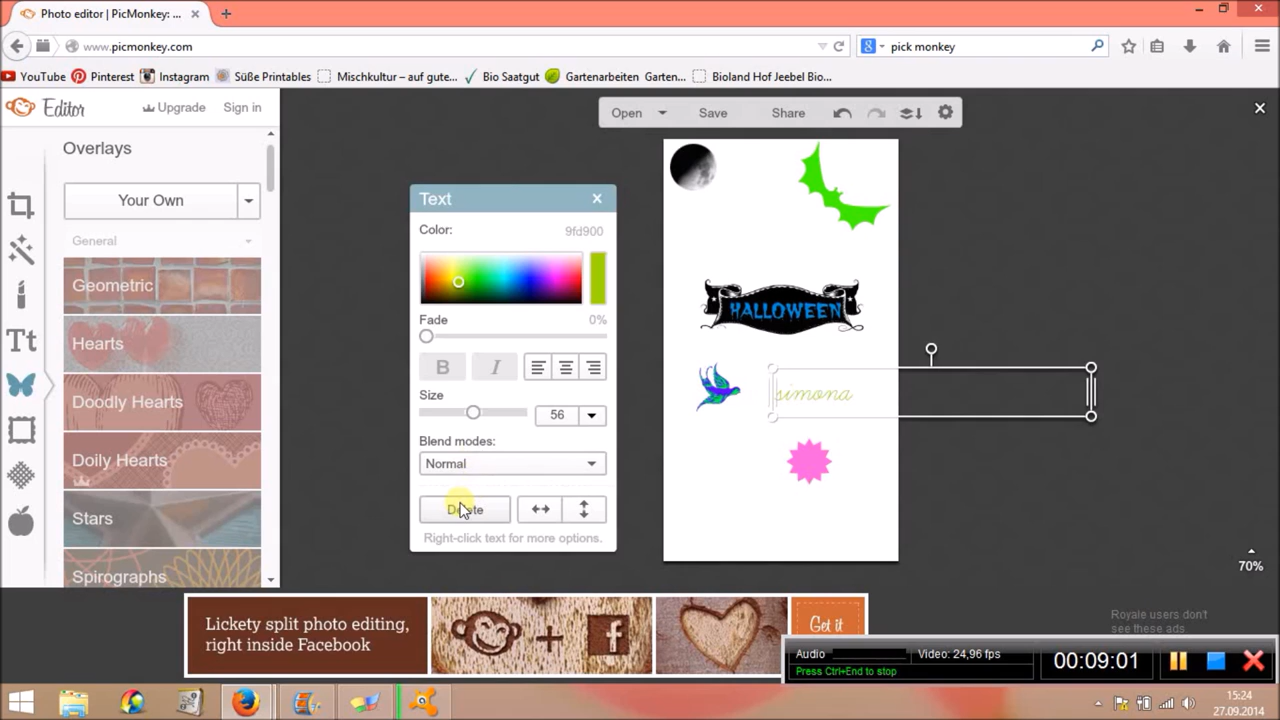 Photo editor | PicMonkey: ...
www.picmonkey.com
pick monkey
YouTube Pinterest Instagram Süße Printables Mischkultur – auf gute... Bio Saatgut Gartenarbeiten Garten... Bioland Hof Jeebel Bio...
Editor Upgrade Sign in
Open Save Share
Overlays
Your Own
General
Geometric
Hearts
Doodly Hearts
Doily Hearts
Stars
Spirographs
Text
Color: 9fd900
Fade 0%
B I
Size
56
Blend modes:
Normal
Delete
Right-click text for more options.
HALLOWEEN
simona
70%
Lickety split photo editing,
right inside Facebook
+ f
Get it
Royale users don't
see these ads.
Audio Video: 24,96 fps
Press Ctrl+End to stop
00:09:01
15:24
27.09.2014